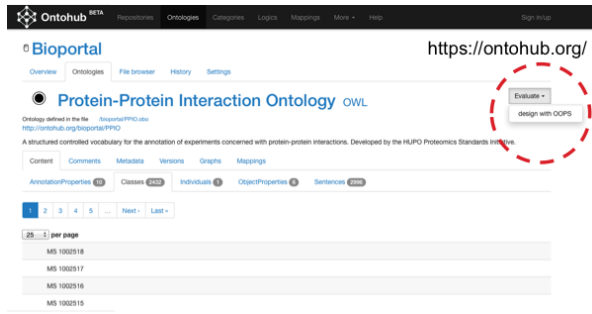 Ontohub BETA Repositories Ontologies Categories Logics Mappings More Help Sign in/up
Bioportal
https://ontohub.org/
Overview Ontologies File browser History Settings
Evaluate
design with OOPS
Protein-Protein Interaction Ontology OWL
Ontology defined in the file /bioportal/PPIO.obo
http://ontohub.org/bioportal/PPIO
A structured controlled vocabulary for the annotation of experiments concerned with protein-protein interactions. Developed by the HUPO Proteomics Standards Initiative.
Content Comments Metadata Versions Graphs Mappings
AnnotationProperties 10 Classes 2432 Individuals 0 ObjectProperties 6 Sentences 2996
1 2 3 4 5 ... Next › Last »
25 per page
MS 1002518
MS 1002517
MS 1002516
MS 1002515